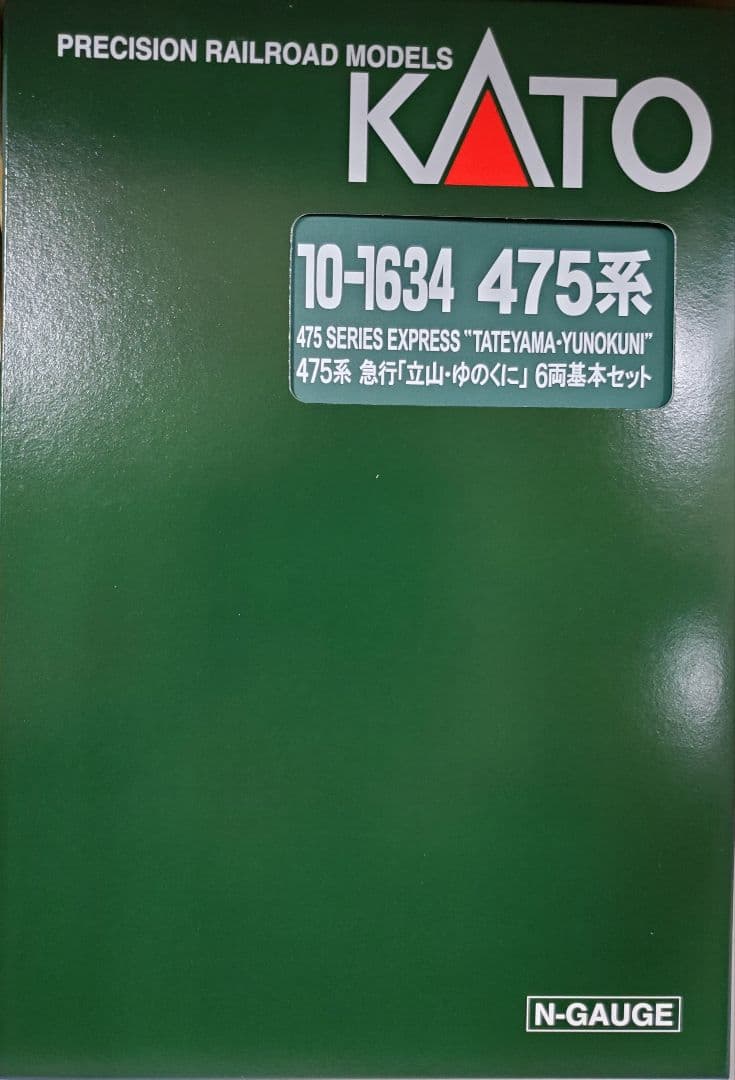 PRECISION RAILROAD MODELS
KATO
10-1634 475系
475 SERIES EXPRESS "TATEYAMA・YUNOKUNI"
475系 急行「立山・ゆのくに」 6両基本セット
N-GAUGE